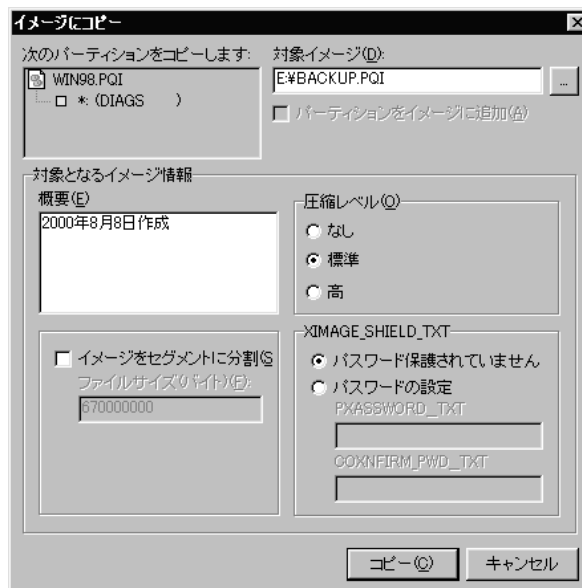 イメージにコピー
次のパーティションをコピーします:
WIN98.PQI
*: (DIAGS )
対象イメージ(D):
E:¥BACKUP.PQI
...
パーティションをイメージに追加(A)
対象となるイメージ情報
概要(E)
2000年8月8日作成
圧縮レベル(O)
なし
標準
高
イメージをセグメントに分割(S
ファイルサイズ(バイト)(F):
670000000
XIMAGE_SHIELD_TXT
パスワード保護されていません
パスワードの設定
PXASSWORD__TXT
COXNFIRM_PWD__TXT
コピー(C)
キャンセル